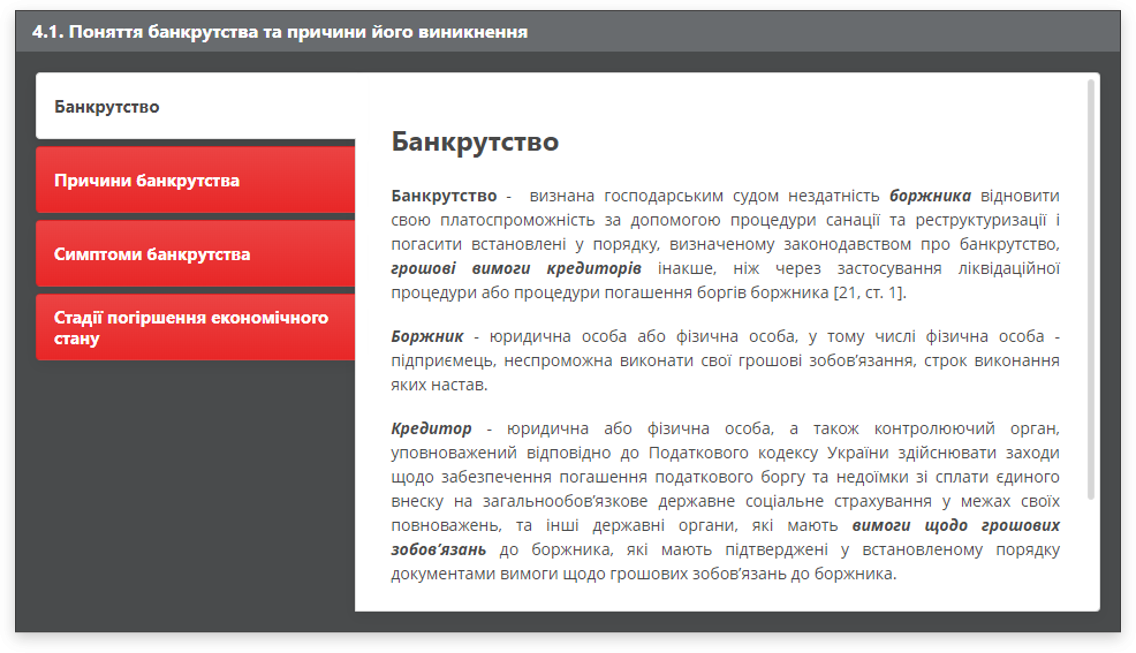 4.1. Поняття банкрутства та причини його виникнення
Банкрутство
Причини банкрутства
Симптоми банкрутства
Стадії погіршення економічного
стану
Банкрутство
Банкрутство - визнана господарським судом нездатність боржника відновити
свою платоспроможність за допомогою процедури санації та реструктуризації і
погасити встановлені у порядку, визначеному законодавством про банкрутство,
грошові вимоги кредиторів інакше, ніж через застосування ліквідаційної
процедури або процедури погашення боргів боржника [21, ст. 1].
Боржник - юридична особа або фізична особа, у тому числі фізична особа -
підприємець, неспроможна виконати свої грошові зобов’язання, строк виконання
яких настав.
Кредитор - юридична або фізична особа, а також контролюючий орган,
уповноважений відповідно до Податкового кодексу України здійснювати заходи
щодо забезпечення погашення податкового боргу та недоїмки зі сплати єдиного
внеску на загальнообов’язкове державне соціальне страхування у межах своїх
повноважень, та інші державні органи, які мають вимоги щодо грошових
зобов’язань до боржника, які мають підтверджені у встановленому порядку
документами вимоги щодо грошових зобов’язань до боржника.